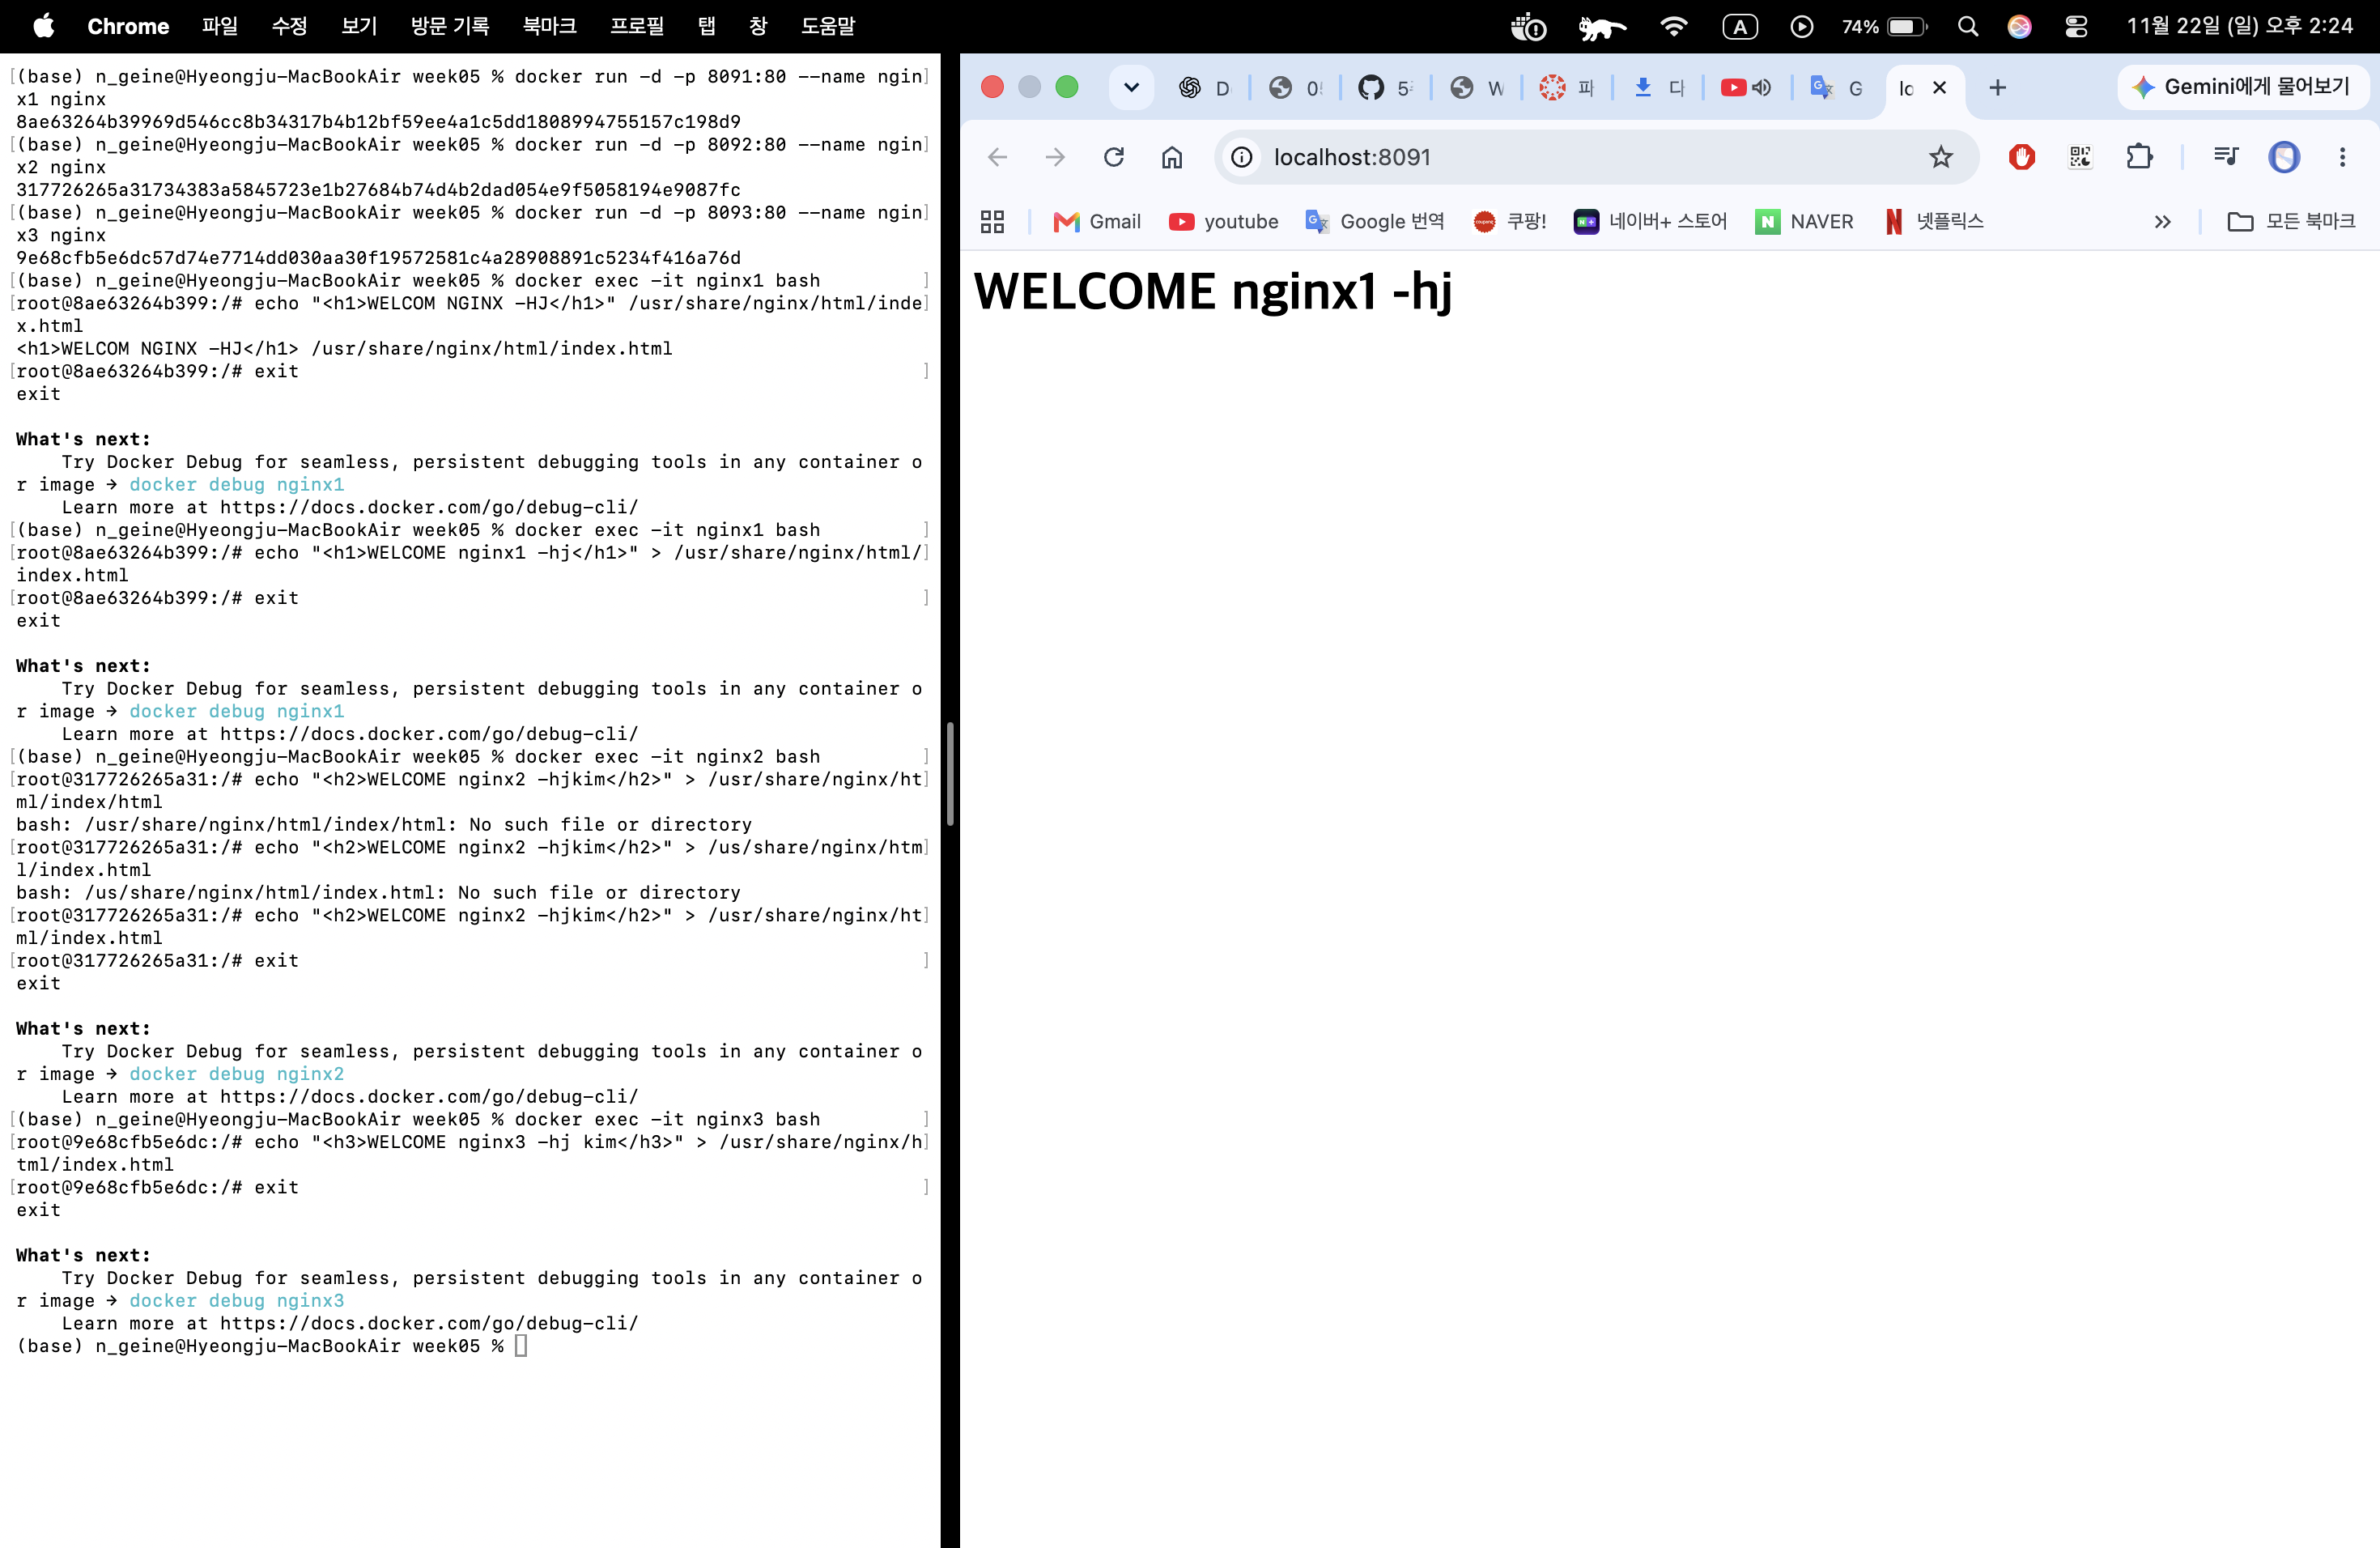 Chrome 파일 수정 보기 방문 기록 북마크 프로필 탭 창 도움말 A 74% 11월 22일 (일) 오후 2:24
[(base) n_geine@Hyeongju-MacBookAir week05 % docker run -d -p 8091:80 --name ngin]
x1 nginx
8ae63264b39969d546cc8b34317b4b12bf59ee4a1c5dd1808994755157c198d9
[(base) n_geine@Hyeongju-MacBookAir week05 % docker run -d -p 8092:80 --name ngin]
x2 nginx
317726265a31734383a5845723e1b27684b74d4b2dad054e9f5058194e9087fc
[(base) n_geine@Hyeongju-MacBookAir week05 % docker run -d -p 8093:80 --name ngin]
x3 nginx
9e68cfb5e6dc57d74e7714dd030aa30f19572581c4a28908891c5234f416a76d
[(base) n_geine@Hyeongju-MacBookAir week05 % docker exec -it nginx1 bash ]
[root@8ae63264b399:/# echo "<h1>WELCOM NGINX -HJ</h1>" /usr/share/nginx/html/inde]
x.html
<h1>WELCOM NGINX -HJ</h1> /usr/share/nginx/html/index.html
[root@8ae63264b399:/# exit ]
exit
What's next:
Try Docker Debug for seamless, persistent debugging tools in any container o
r image → docker debug nginx1
Learn more at https://docs.docker.com/go/debug-cli/
[(base) n_geine@Hyeongju-MacBookAir week05 % docker exec -it nginx1 bash ]
[root@8ae63264b399:/# echo "<h1>WELCOME nginx1 -hj</h1>" > /usr/share/nginx/html/]
index.html
[root@8ae63264b399:/# exit ]
exit
What's next:
Try Docker Debug for seamless, persistent debugging tools in any container o
r image → docker debug nginx1
Learn more at https://docs.docker.com/go/debug-cli/
[(base) n_geine@Hyeongju-MacBookAir week05 % docker exec -it nginx2 bash ]
[root@317726265a31:/# echo "<h2>WELCOME nginx2 -hjkim</h2>" > /usr/share/nginx/ht]
ml/index/html
bash: /usr/share/nginx/html/index/html: No such file or directory
[root@317726265a31:/# echo "<h2>WELCOME nginx2 -hjkim</h2>" > /us/share/nginx/htm]
l/index.html
bash: /us/share/nginx/html/index.html: No such file or directory
[root@317726265a31:/# echo "<h2>WELCOME nginx2 -hjkim</h2>" > /usr/share/nginx/ht]
ml/index.html
[root@317726265a31:/# exit ]
exit
What's next:
Try Docker Debug for seamless, persistent debugging tools in any container o
r image → docker debug nginx2
Learn more at https://docs.docker.com/go/debug-cli/
[(base) n_geine@Hyeongju-MacBookAir week05 % docker exec -it nginx3 bash ]
[root@9e68cfb5e6dc:/# echo "<h3>WELCOME nginx3 -hj kim</h3>" > /usr/share/nginx/h]
tml/index.html
[root@9e68cfb5e6dc:/# exit ]
exit
What's next:
Try Docker Debug for seamless, persistent debugging tools in any container o
r image → docker debug nginx3
Learn more at https://docs.docker.com/go/debug-cli/
(base) n_geine@Hyeongju-MacBookAir week05 %
D 5 W 파 다 G Gemini에게 물어보기
localhost:8091
Gmail youtube Google 번역 쿠팡! 네이버+ 스토어 NAVER 넷플릭스 모든 북마크
WELCOME nginx1 -hj